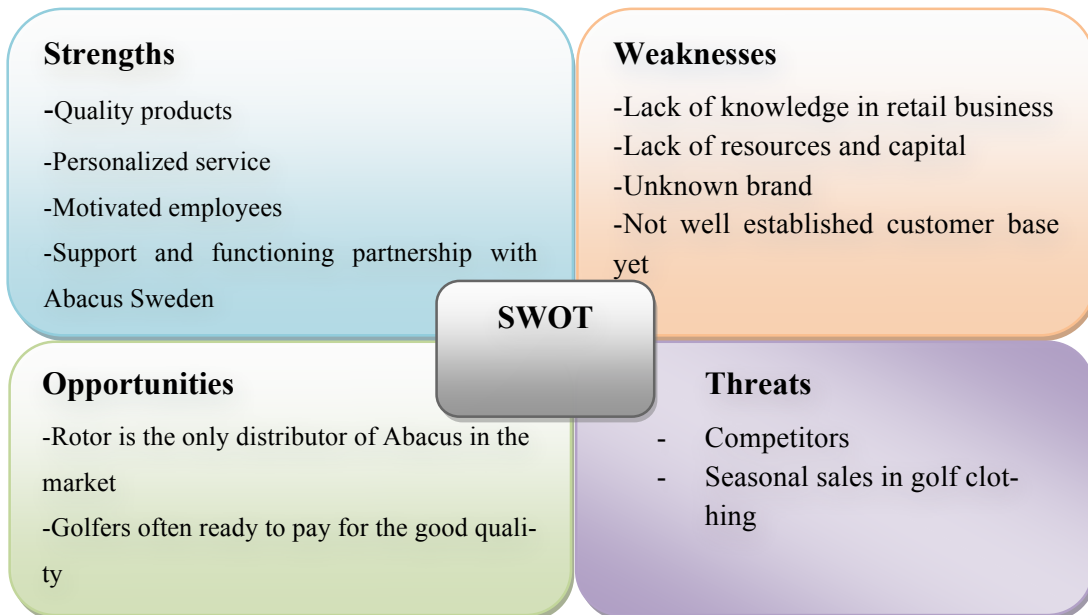 Strengths
-Quality products
-Personalized service
-Motivated employees
-Support and functioning partnership with
Abacus Sweden
Weaknesses
-Lack of knowledge in retail business
-Lack of resources and capital
-Unknown brand
-Not well established customer base
yet
SWOT
Opportunities
-Rotor is the only distributor of Abacus in the
market
-Golfers often ready to pay for the good quali-
ty
Threats
- Competitors
- Seasonal sales in golf clot-
hing